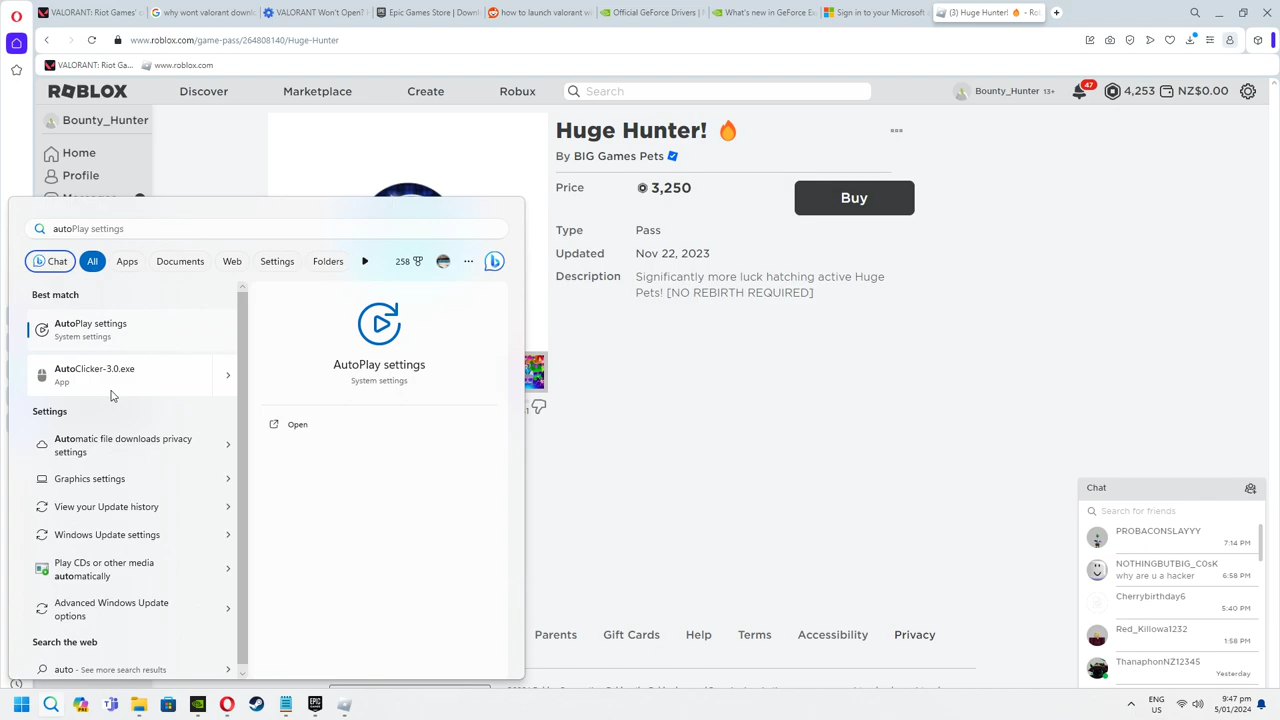 VALORANT: Riot Games'
why wont valorant down
VALORANT Won't Open?
Epic Games Store | Do
how to launch valorant w
Official GeForce Drivers |
What's new in GeForce Ex
Sign in to your Microsoft
(3) Huge Hunter! 🔥 - Ro
www.roblox.com/game-pass/264808140/Huge-Hunter
VALORANT: Riot Ga...
www.roblox.com
ROBLOX
Discover
Marketplace
Create
Robux
Search
Bounty_Hunter 13+
47
4,253
NZ$0.00
Bounty_Hunter
Home
Profile
Huge Hunter! 🔥
By BIG Games Pets
Price
3,250
Buy
Type
Pass
Updated
Nov 22, 2023
Description
Significantly more luck hatching active Huge
Pets! [NO REBIRTH REQUIRED]
autoPlay settings
Chat
All
Apps
Documents
Web
Settings
Folders
258
Best match
AutoPlay settings
System settings
AutoClicker-3.0.exe
App
Settings
Automatic file downloads privacy
settings
Graphics settings
View your Update history
Windows Update settings
Play CDs or other media
automatically
Advanced Windows Update
options
Search the web
auto - See more search results
AutoPlay settings
System settings
Open
Chat
Search for friends
PROBACONSLAYYY
7:14 PM
NOTHINGBUTBIG_C0sK
why are u a hacker
6:58 PM
Cherrybirthday6
5:40 PM
Red_Killowa1232
1:58 PM
ThanaphonNZ12345
Yesterday
Parents
Gift Cards
Help
Terms
Accessibility
Privacy
ENG
US
9:47 pm
5/01/2024